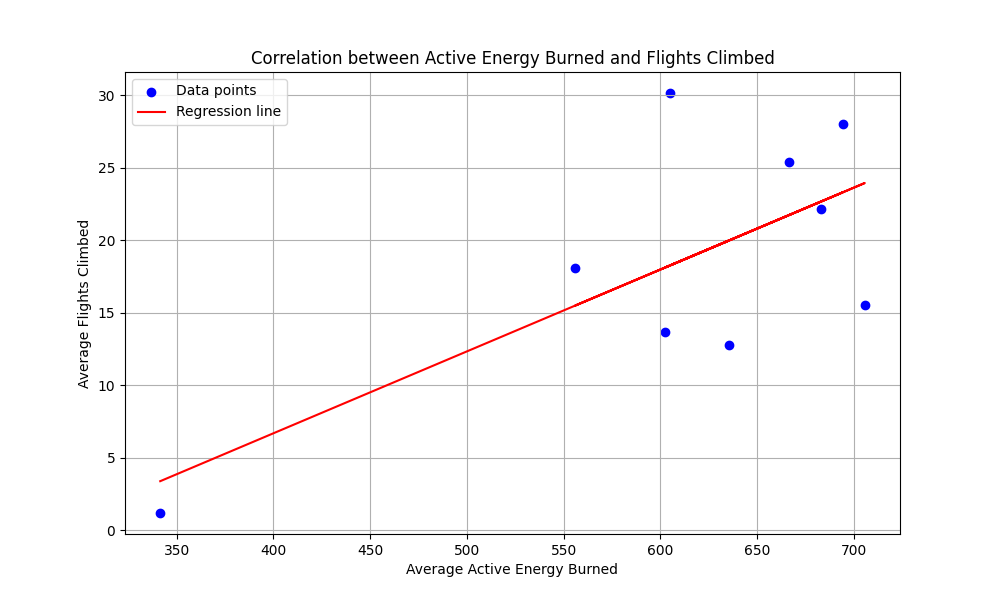 Correlation between Active Energy Burned and Flights Climbed
Data points
Regression line
30
25
20
15
10
5
0
Average Flights Climbed
350 400 450 500 550 600 650 700
Average Active Energy Burned